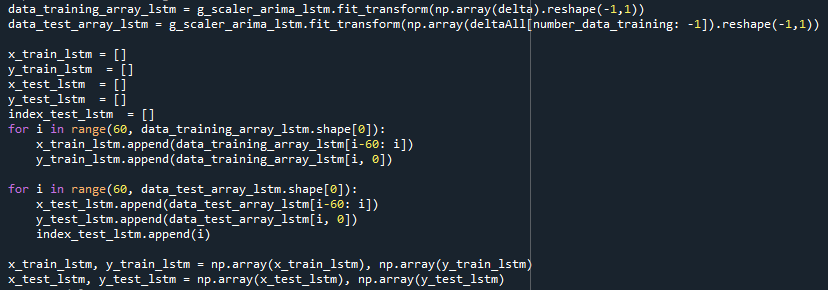 data_training_array_lstm = g_scaler_arima_lstm.fit_transform(np.array(delta).reshape(-1,1))
data_test_array_lstm = g_scaler_arima_lstm.fit_transform(np.array(deltaAll[number_data_training: -1]).reshape(-1,1))

x_train_lstm = []
y_train_lstm  = []
x_test_lstm  = []
y_test_lstm  = []
index_test_lstm  = []
for i in range(60, data_training_array_lstm.shape[0]):
    x_train_lstm.append(data_training_array_lstm[i-60: i])
    y_train_lstm.append(data_training_array_lstm[i, 0])

for i in range(60, data_test_array_lstm.shape[0]):
    x_test_lstm.append(data_test_array_lstm[i-60: i])
    y_test_lstm.append(data_test_array_lstm[i, 0])
    index_test_lstm.append(i)

x_train_lstm, y_train_lstm = np.array(x_train_lstm), np.array(y_train_lstm)
x_test_lstm, y_test_lstm = np.array(x_test_lstm), np.array(y_test_lstm)